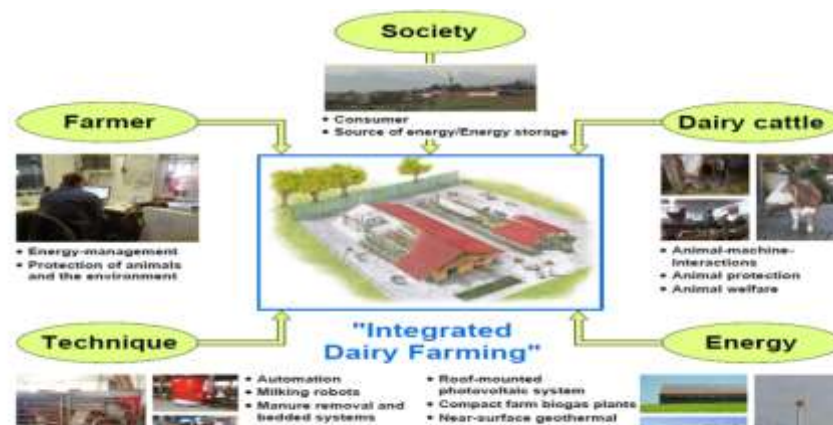 Society
• Consumer
• Source of energy/Energy storage
Farmer
• Energy-management
• Protection of animals
and the environment
Dairy cattle
• Animal-machine-
Interactions
• Animal protection
• Animal welfare
"Integrated
Dairy Farming"
Technique
• Automation
• Milking robots
• Manure removal and
bedded systems
Energy
• Roof-mounted
photovoltaic system
• Compact farm biogas plants
• Near-surface geothermal